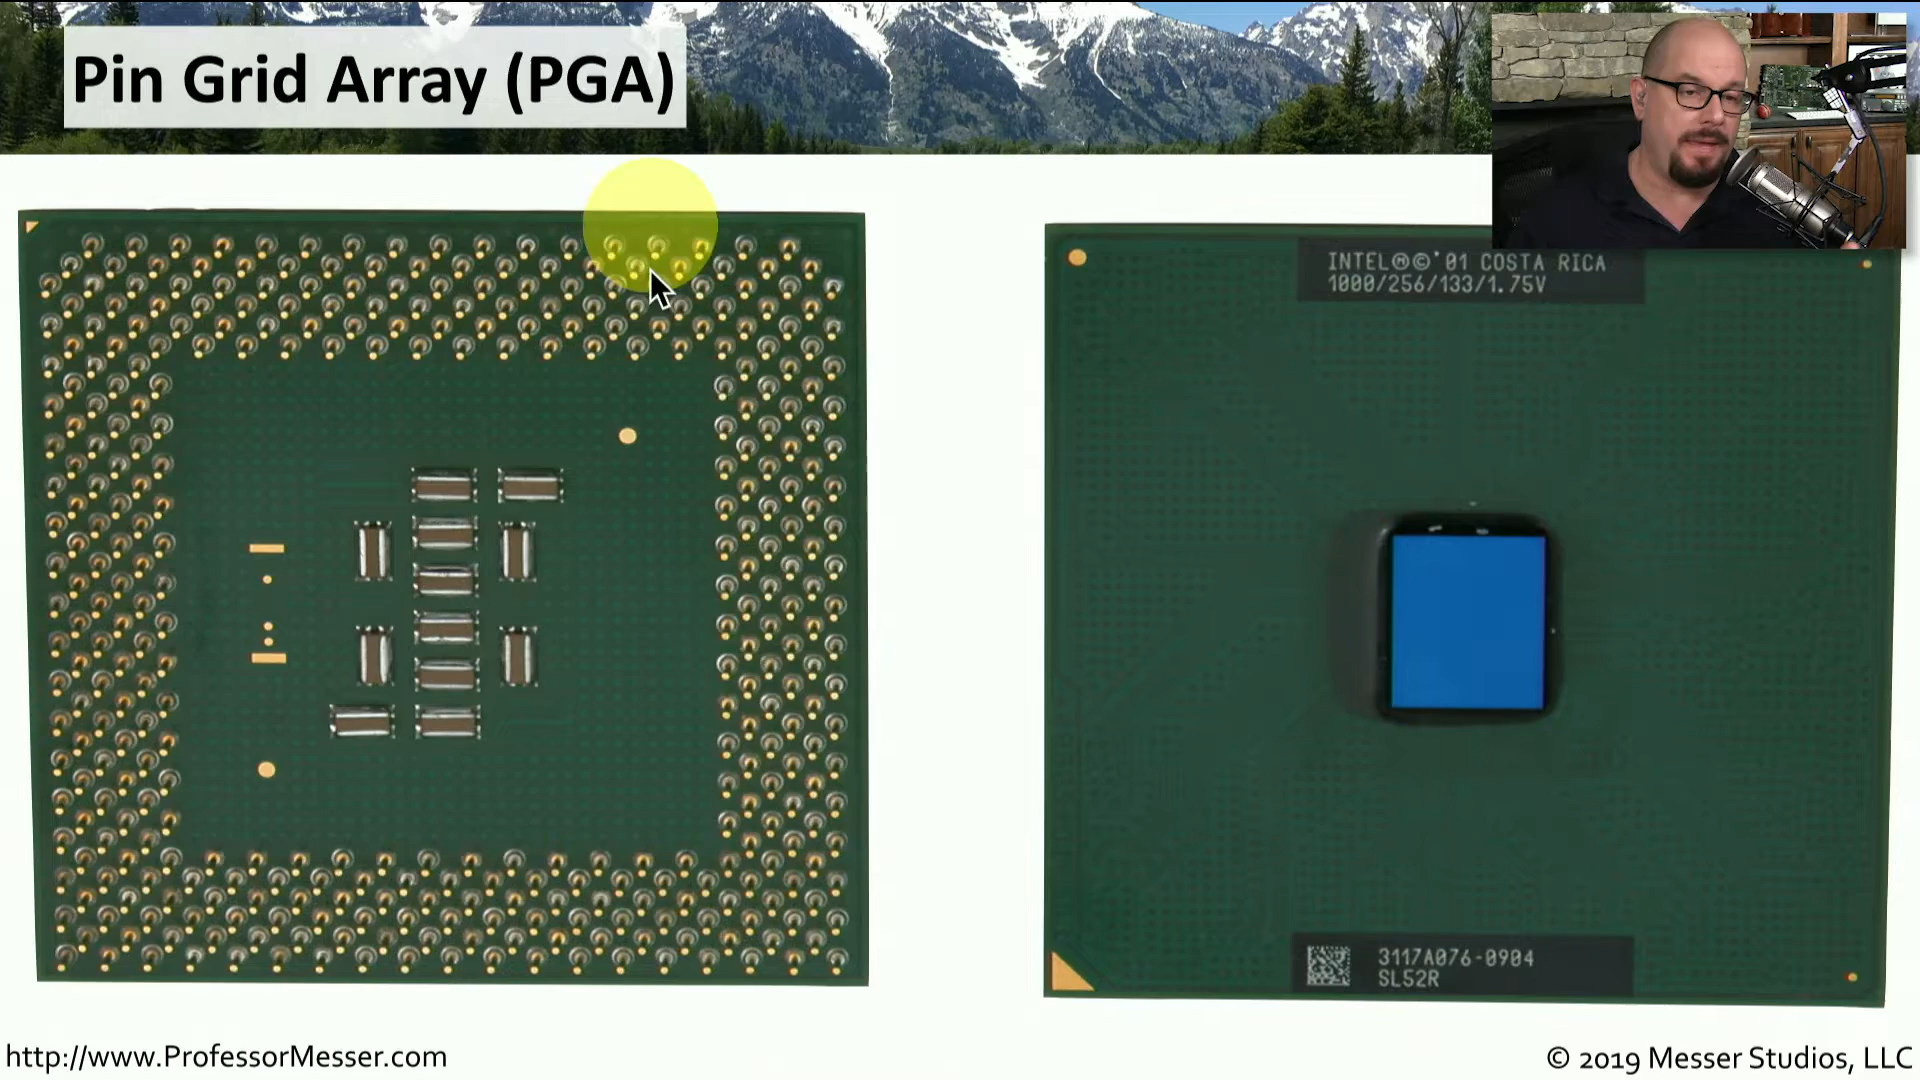 Pin Grid Array (PGA)
INTELⓂ©'01 COSTA RICA
1000/256/133/1.75V
3117A076-0904
SL52R
http://www.ProfessorMesser.com
© 2019 Messer Studios, LLC